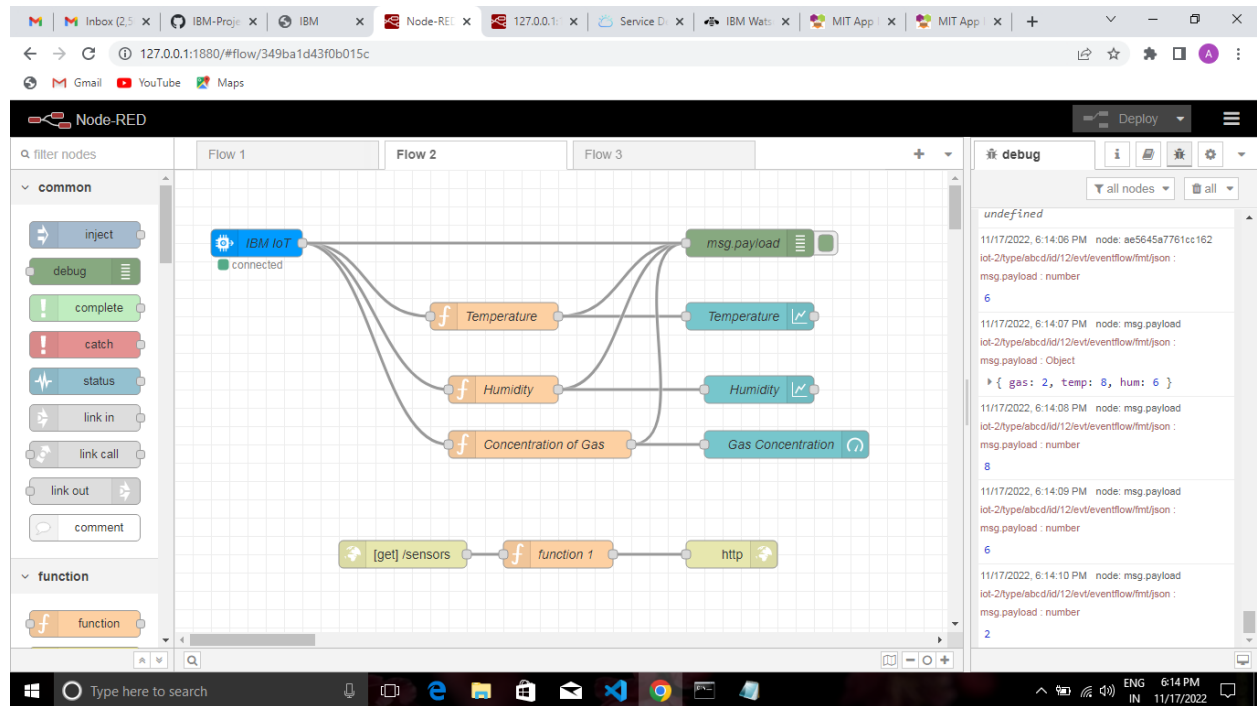 Inbox (2,5
IBM-Proje
IBM
Node-RED
127.0.0.1:1
Service De
IBM Wats
MIT App I
MIT App I
127.0.0.1:1880/#flow/349ba1d43f0b015c
A
Gmail
YouTube
Maps
Node-RED
Deploy
filter nodes
Flow 1
Flow 2
Flow 3
debug
i
common
all nodes
all
inject
debug
complete
catch
status
link in
link call
link out
comment
function
function
IBM IoT
connected
msg.payload
Temperature
Temperature
Humidity
Humidity
Concentration of Gas
Gas Concentration
[get] /sensors
function 1
http
undefined
11/17/2022, 6:14:06 PM node: ae5645a7761cc162
iot-2/type/abcd/id/12/evt/eventflow/fmt/json :
msg.payload : number
6
11/17/2022, 6:14:07 PM node: msg.payload
iot-2/type/abcd/id/12/evt/eventflow/fmt/json :
msg.payload : Object
{ gas: 2, temp: 8, hum: 6 }
11/17/2022, 6:14:08 PM node: msg.payload
iot-2/type/abcd/id/12/evt/eventflow/fmt/json :
msg.payload : number
8
11/17/2022, 6:14:09 PM node: msg.payload
iot-2/type/abcd/id/12/evt/eventflow/fmt/json :
msg.payload : number
6
11/17/2022, 6:14:10 PM node: msg.payload
iot-2/type/abcd/id/12/evt/eventflow/fmt/json :
msg.payload : number
2
Type here to search
ENG
IN
6:14 PM
11/17/2022